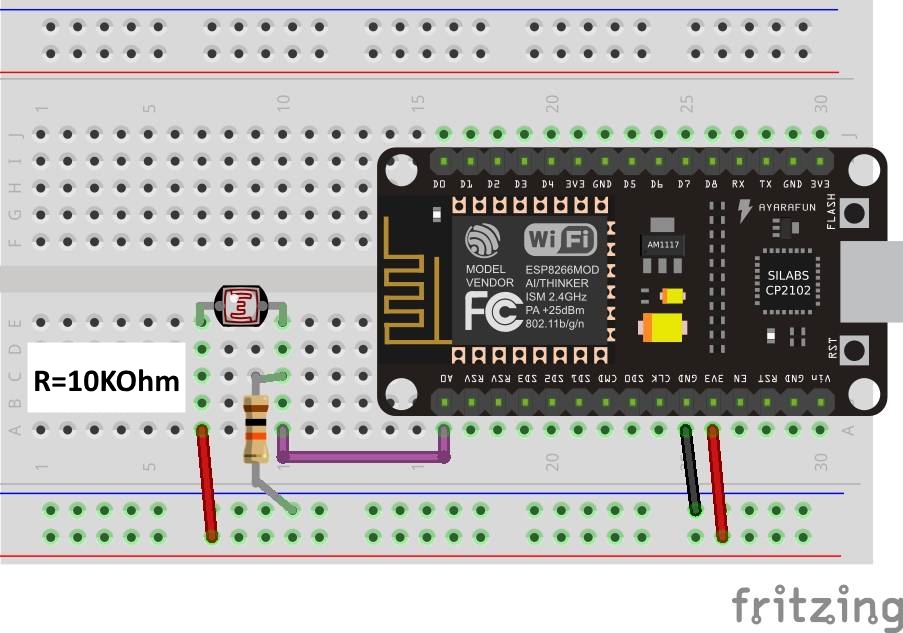 1 5 10 15 20 25 30
J J
I
H
G
F
D0 D1 D2 D3 D4 3V3 GND D5 D6 D7 D8 RX TX GND 3V3
AYARAFUN
FLASH
WiFi
MODEL
VENDOR
ESP8266MOD
AI/THINKER
ISM 2.4GHz
PA +25dBm
802.11b/g/n
FC
AM1117
SILABS
CP2102
RST
E
D
C
B
A A
R=10KOhm
A0 RSV RSV SD3 SD2 SD1 CMD SD0 CLK GND 3V3 EN RST GND Vin
1 5 20 30
fritzing